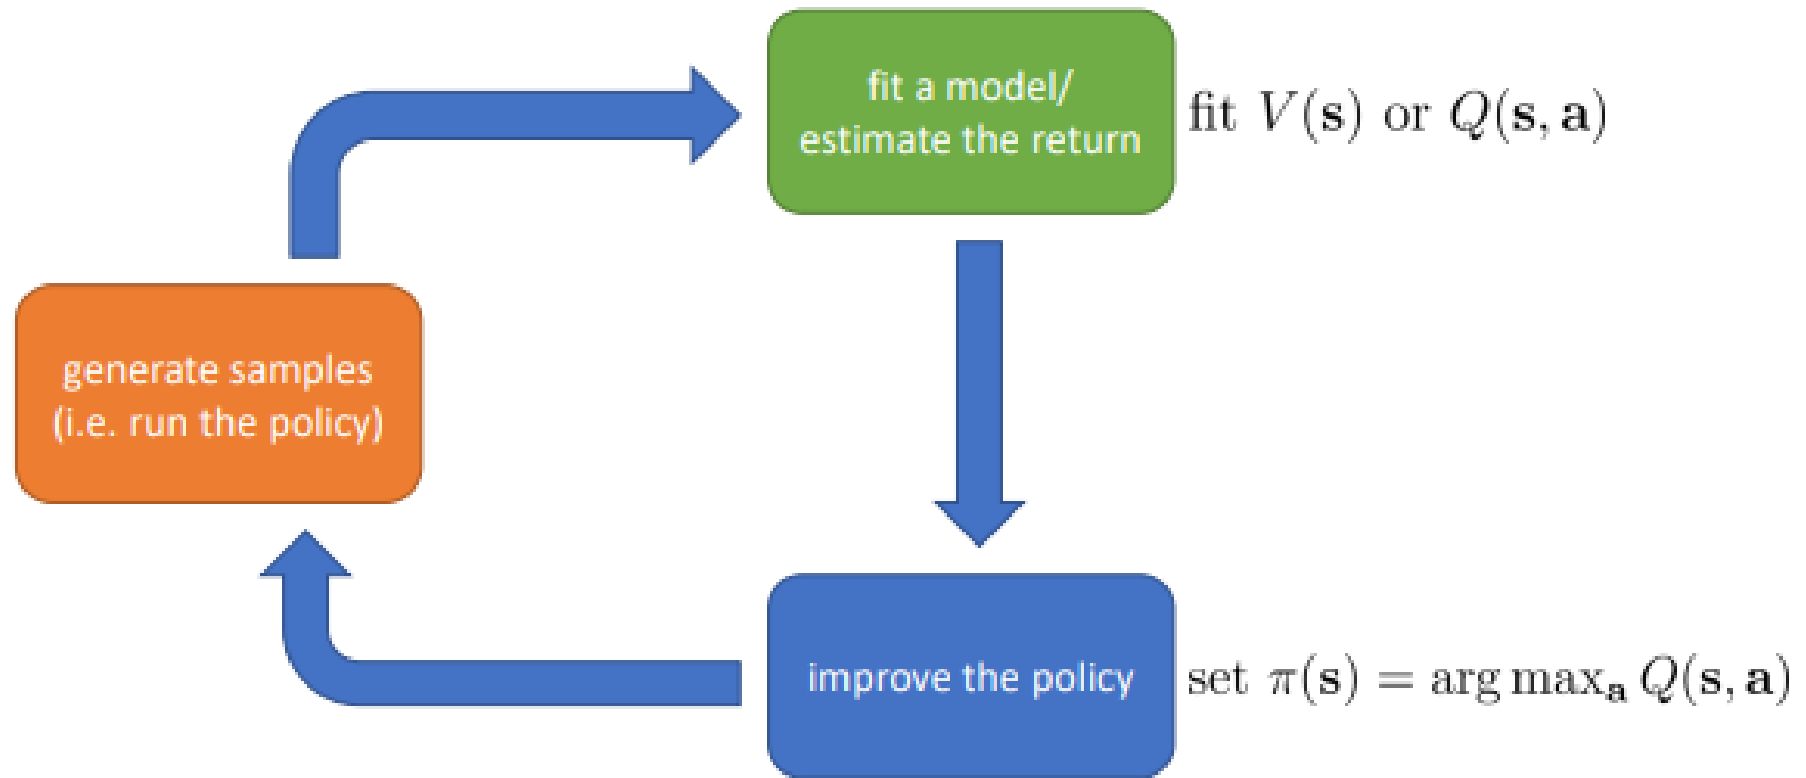 fit a model/
estimate the return
fit V(s) or Q(s, a)
generate samples
(i.e. run the policy)
improve the policy
set π(s) = arg maxₐ Q(s, a)